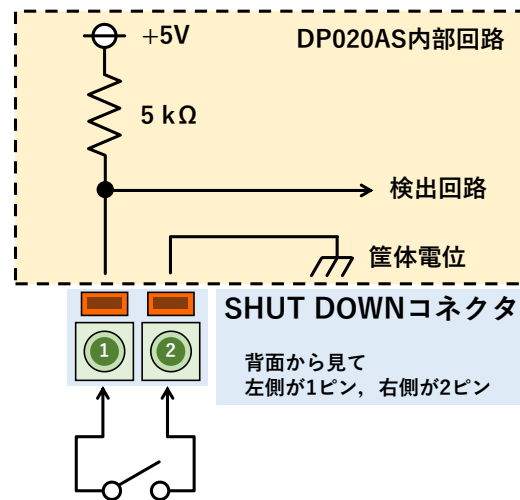 +5V
DP020AS内部回路
5 kΩ
検出回路
筐体電位
SHUT DOWNコネクタ
1
2
背面から見て
左側が1ピン，右側が2ピン